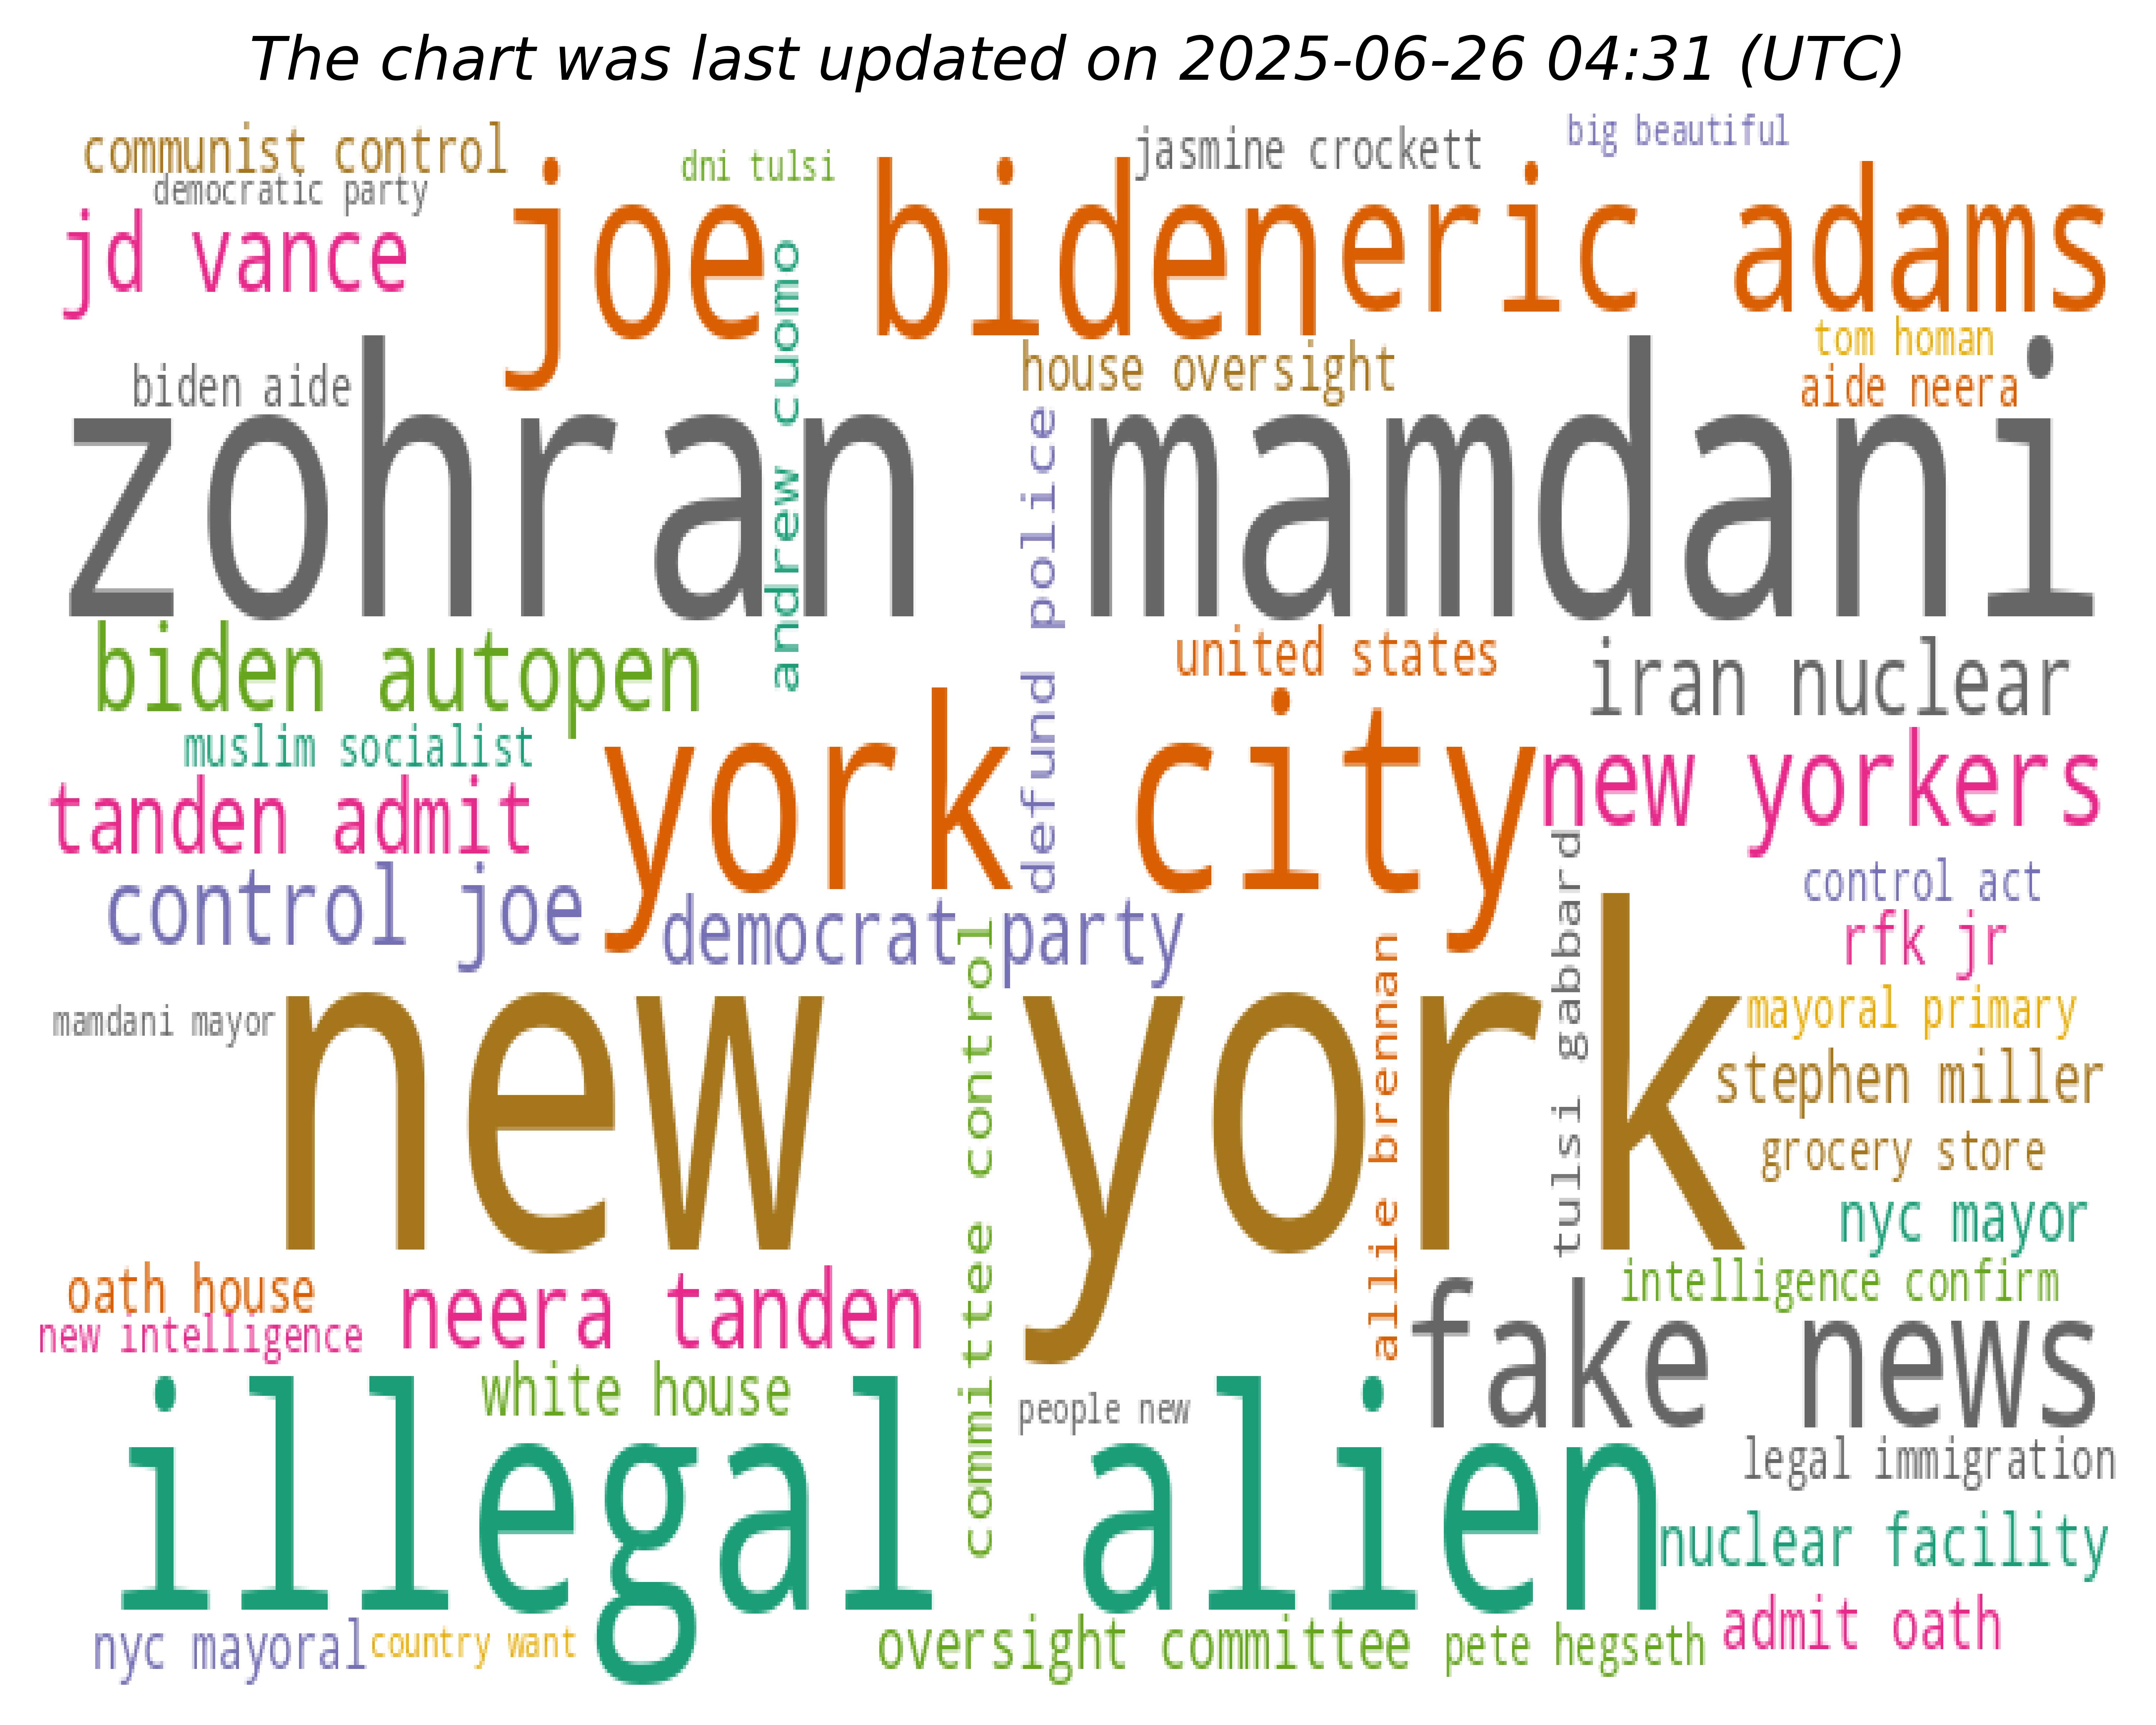 The chart was last updated on 2025-06-26 04:31 (UTC)
communist control
democratic party
jd vance
dni tulsi
joe biden
jasmine crockett
big beautiful
eric adams
tom homan
aide neera
biden aide
andrew cuomo
house oversight
zohran mamdani
defund police
biden autopen
united states
iran nuclear
muslim socialist
york city
new yorkers
tanden admit
control joe
democrat party
control act
rfk jr
tulsi gabbard
mamdani mayor
new york
committee control
allie brennan
mayoral primary
stephen miller
grocery store
nyc mayor
oath house
new intelligence
neera tanden
intelligence confirm
fake news
white house
people new
illegal alien
legal immigration
nuclear facility
nyc mayoral
country want
oversight committee
pete hegseth
admit oath